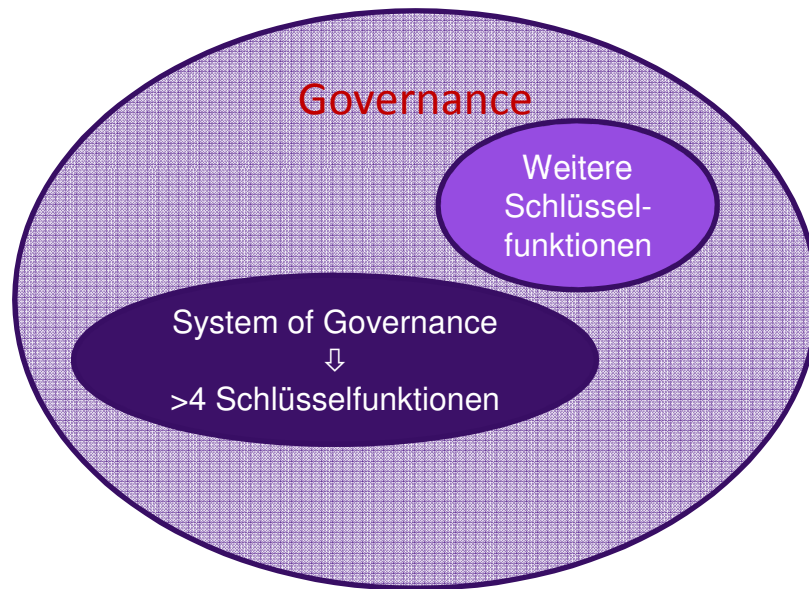 Governance
Weitere
Schlüssel-
funktionen
System of Governance
⇩
>4 Schlüsselfunktionen